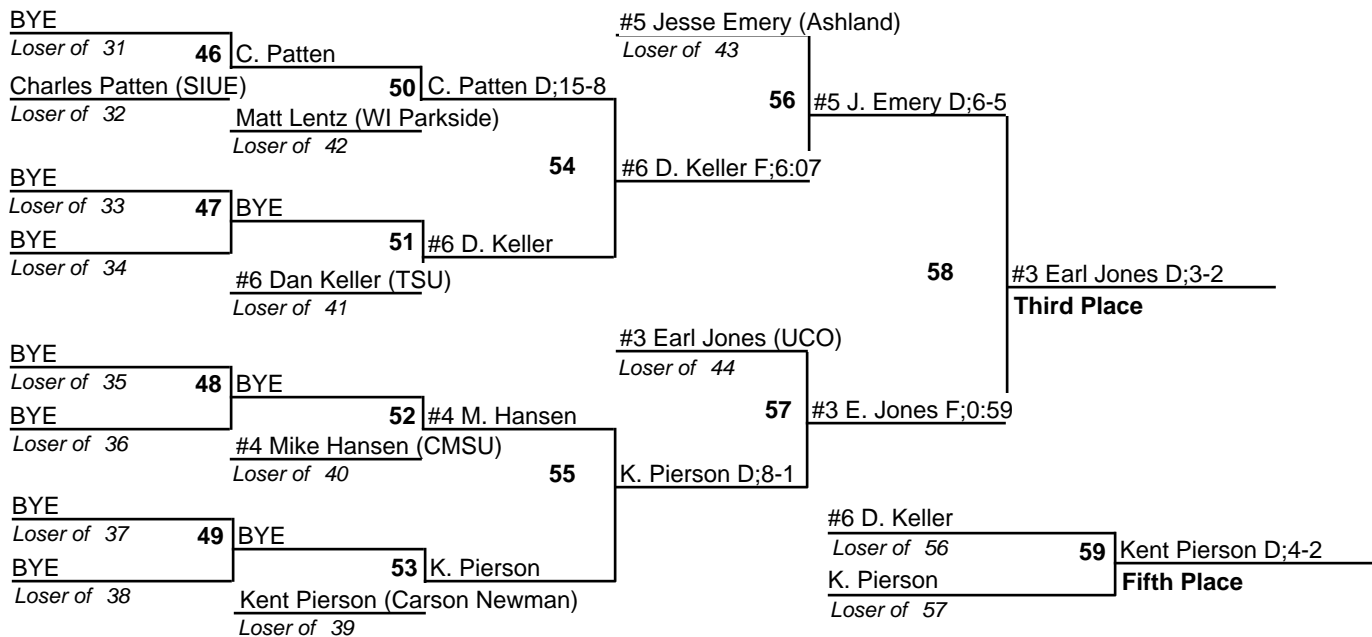 BYE
Loser of 31
46
C. Patten
Charles Patten (SIUE)
Loser of 32
50
C. Patten D;15-8
Matt Lentz (WI Parkside)
Loser of 42
54
#6 D. Keller F;6:07
BYE
Loser of 33
47
BYE
BYE
Loser of 34
51
#6 D. Keller
#6 Dan Keller (TSU)
Loser of 41
#5 Jesse Emery (Ashland)
Loser of 43
56
#5 J. Emery D;6-5
58
#3 Earl Jones D;3-2
Third Place
BYE
Loser of 35
48
BYE
BYE
Loser of 36
52
#4 M. Hansen
#4 Mike Hansen (CMSU)
Loser of 40
55
K. Pierson D;8-1
#3 Earl Jones (UCO)
Loser of 44
57
#3 E. Jones F;0:59
BYE
Loser of 37
49
BYE
BYE
Loser of 38
53
K. Pierson
Kent Pierson (Carson Newman)
Loser of 39
#6 D. Keller
Loser of 56
59
Kent Pierson D;4-2
K. Pierson
Fifth Place
Loser of 57